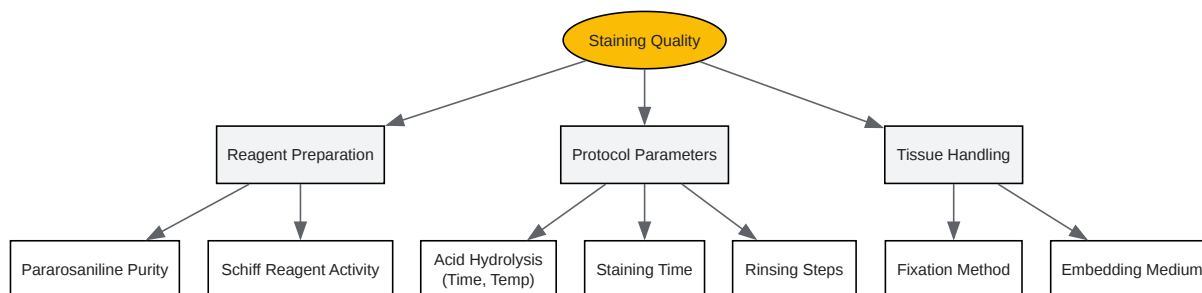 Staining Quality
Reagent Preparation
Protocol Parameters
Tissue Handling
Pararosaniline Purity
Schiff Reagent Activity
Acid Hydrolysis
(Time, Temp)
Staining Time
Rinsing Steps
Fixation Method
Embedding Medium